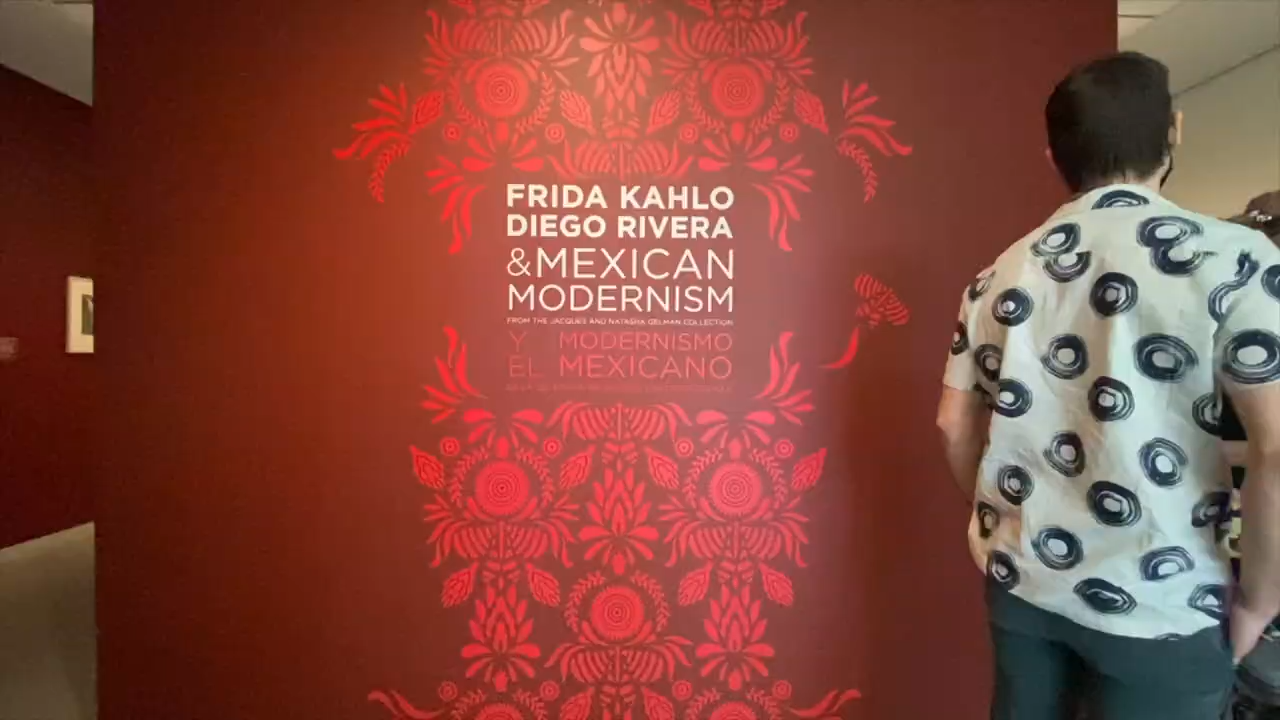 FRIDA KAHLO
DIEGO RIVERA
& MEXICAN
MODERNISM
FROM THE JACQUES AND NATASHA GELMAN COLLECTION
Y MODERNISMO
EL MEXICANO